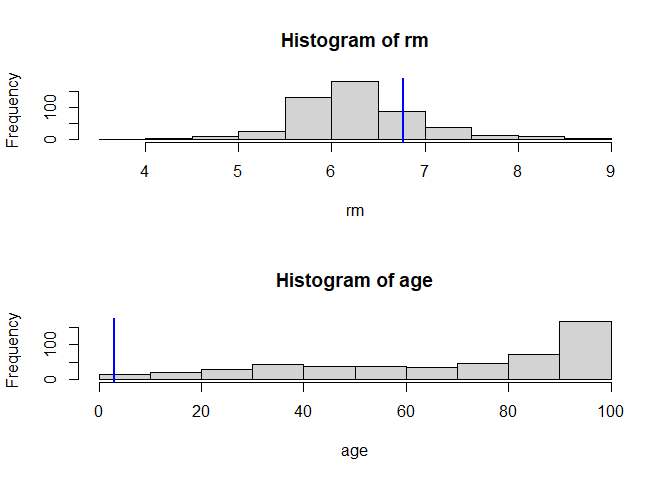 Histogram of rm
Frequency
0 100
4 5 6 7 8 9
rm
Histogram of age
Frequency
0 100
0 20 40 60 80 100
age